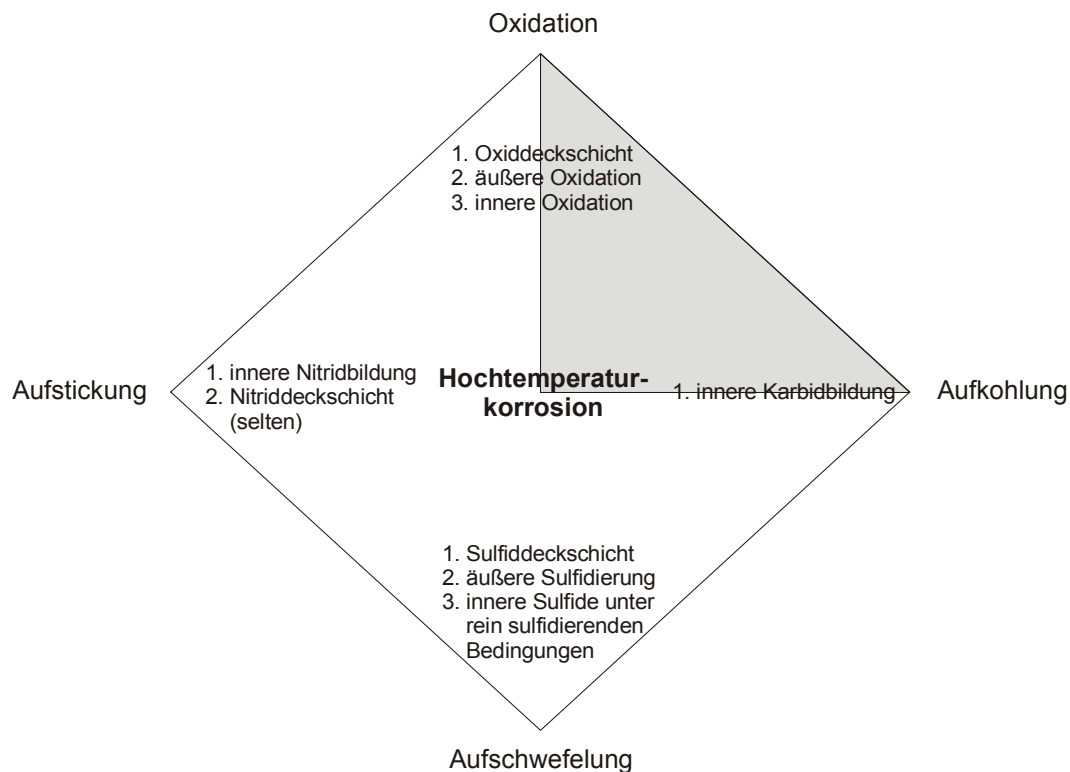 Oxidation
1. Oxiddeckschicht
2. äußere Oxidation
3. innere Oxidation
Aufstickung
1. innere Nitridbildung
2. Nitriddeckschicht
(selten)
Hochtemperatur-
korrosion
1. innere Karbidbildung
Aufkohlung
1. Sulfiddeckschicht
2. äußere Sulfidierung
3. innere Sulfide unter
rein sulfidierenden
Bedingungen
Aufschwefelung